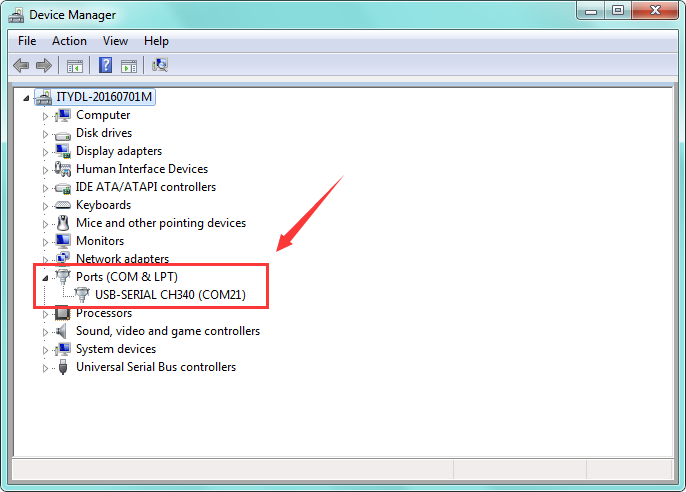 Device Manager
File Action View Help
ITYDL-20160701M
Computer
Disk drives
Display adapters
Human Interface Devices
IDE ATA/ATAPI controllers
Keyboards
Mice and other pointing devices
Monitors
Network adapters
Ports (COM & LPT)
USB-SERIAL CH340 (COM21)
Processors
Sound, video and game controllers
System devices
Universal Serial Bus controllers